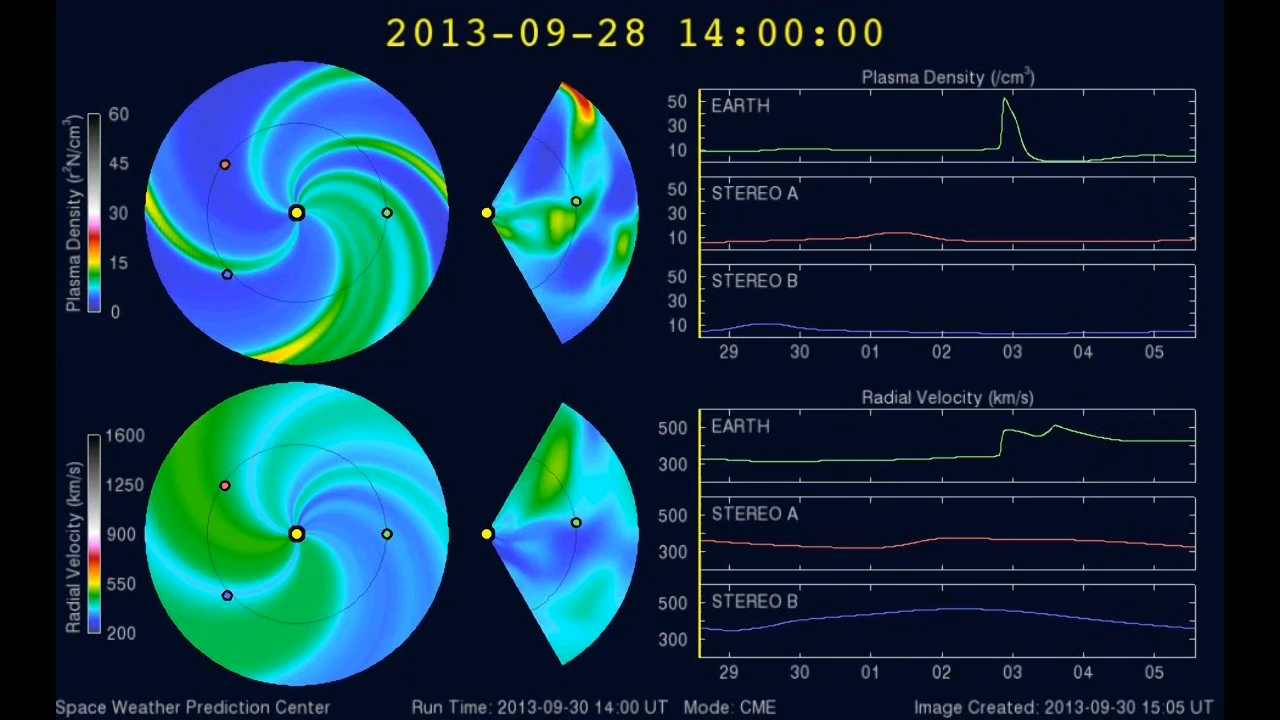 2013-09-28 14:00:00
Plasma Density (r²N/cm³)
60
45
30
15
0
Plasma Density (/cm³)
EARTH
50
30
10
STEREO A
50
30
10
STEREO B
50
30
10
29 30 01 02 03 04 05
Radial Velocity (km/s)
1600
1250
900
550
200
Radial Velocity (km/s)
EARTH
500
300
STEREO A
500
300
STEREO B
500
300
29 30 01 02 03 04 05
Space Weather Prediction Center Run Time: 2013-09-30 14:00 UT Mode: CME Image Created: 2013-09-30 15:05 UT